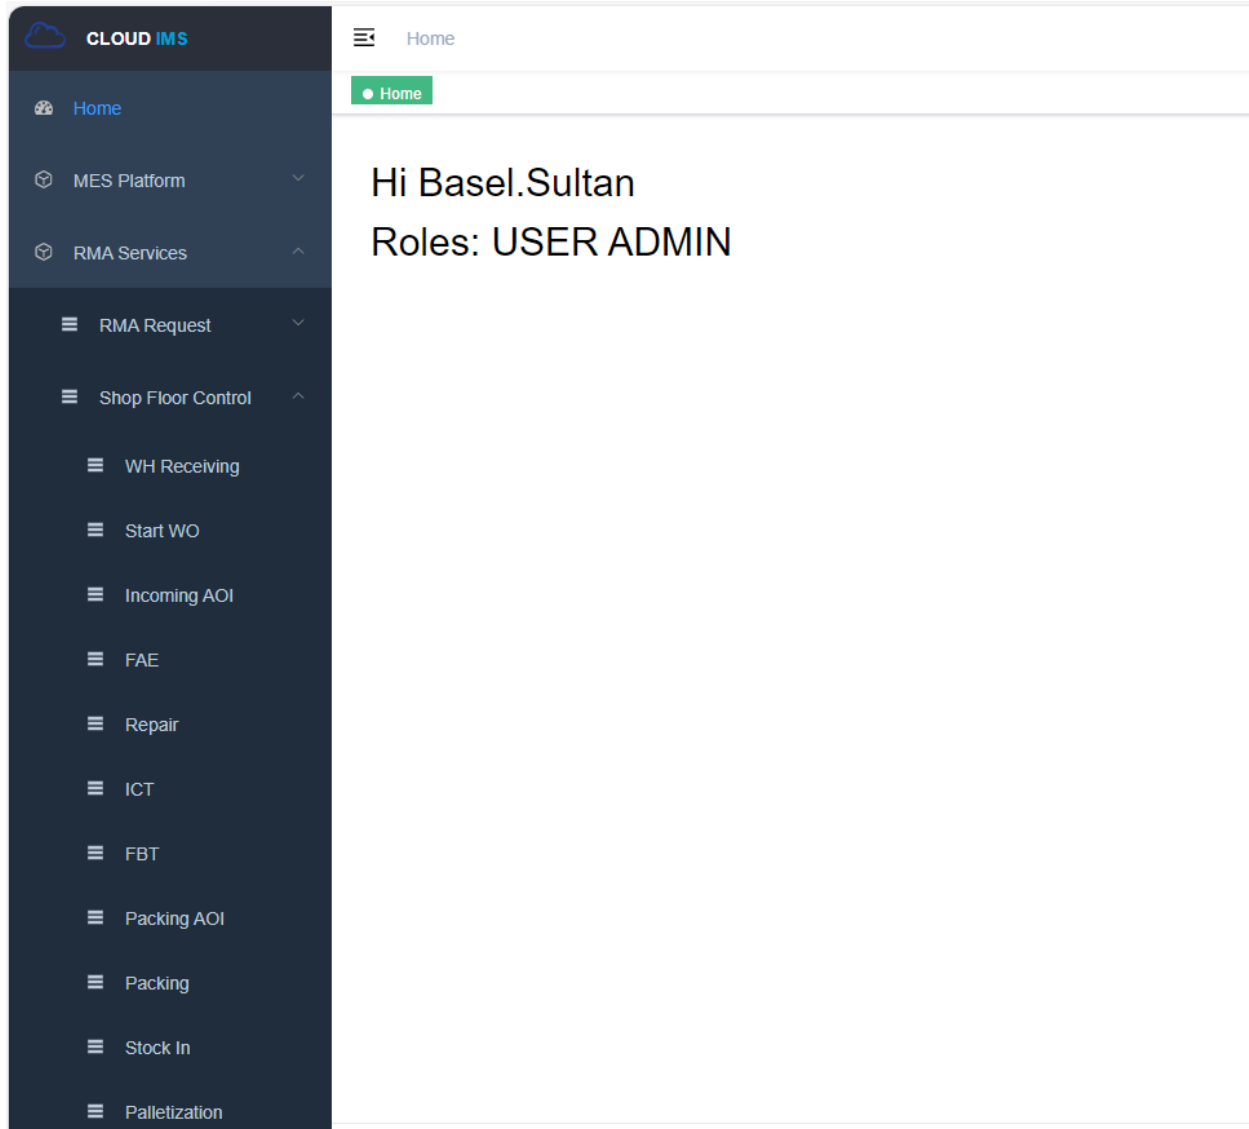 CLOUD IMS
Home
MES Platform
RMA Services
RMA Request
Shop Floor Control
WH Receiving
Start WO
Incoming AOI
FAE
Repair
ICT
FBT
Packing AOI
Packing
Stock In
Palletization
Home
Home
Hi Basel.Sultan
Roles: USER ADMIN